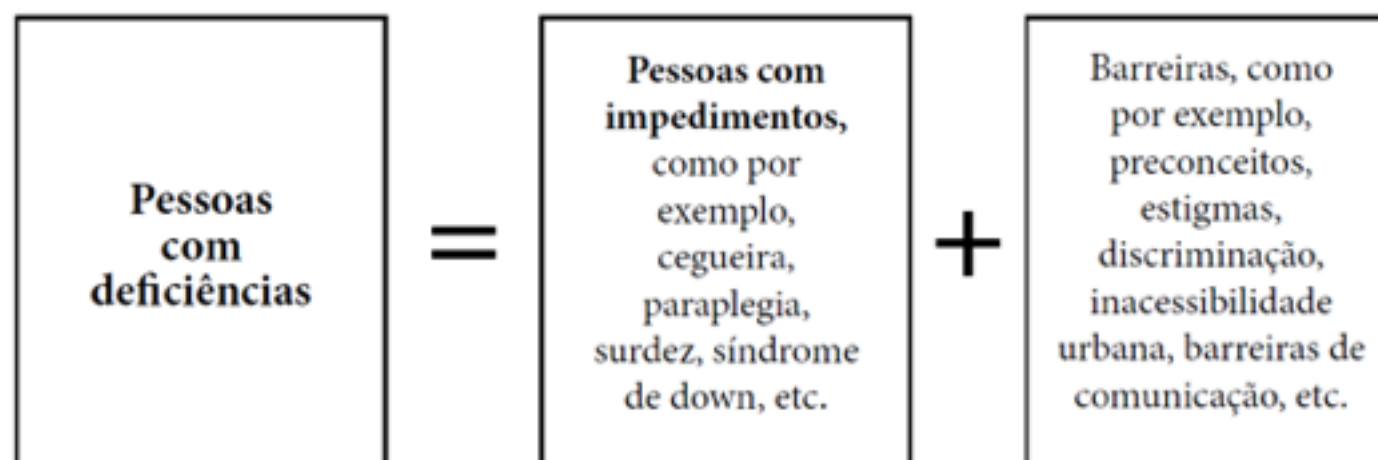 Pessoas
com
deficiências
=
Pessoas com
impedimentos,
como por
exemplo,
cegueira,
paraplegia,
surdez, síndrome
de down, etc.
+
Barreiras, como
por exemplo,
preconceitos,
estigmas,
discriminação,
inacessibilidade
urbana, barreiras de
comunicação, etc.